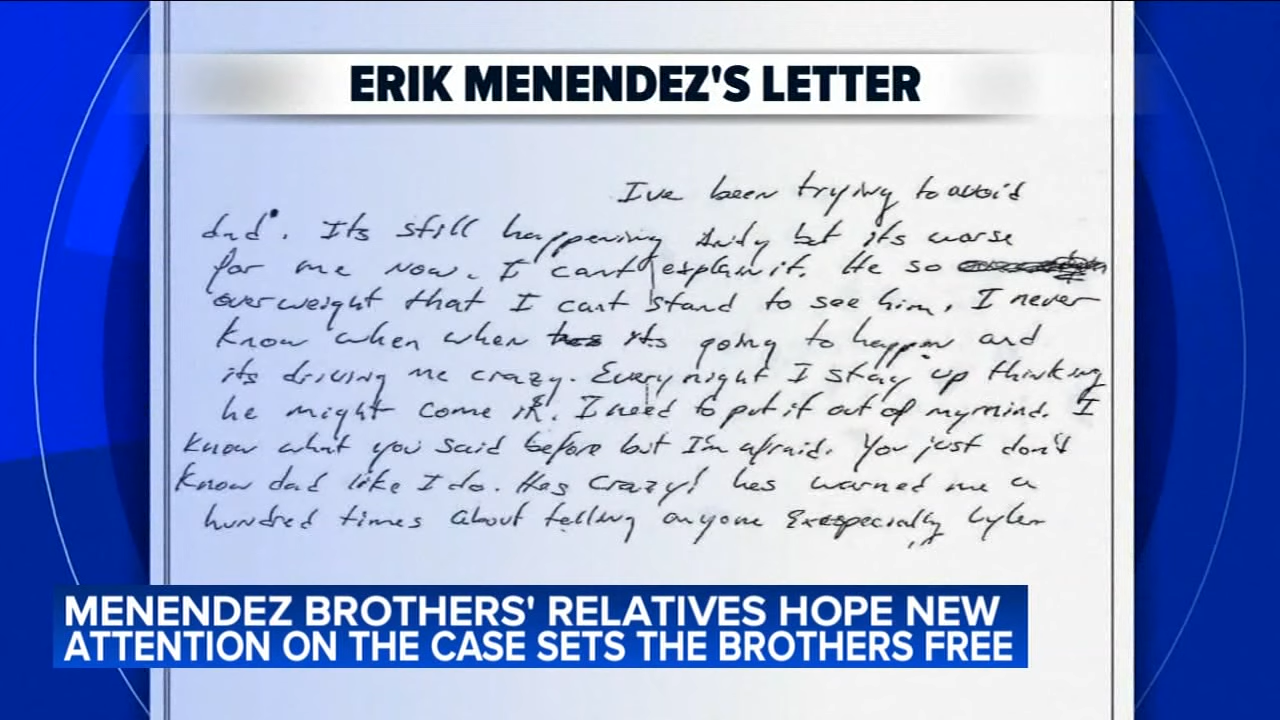 ERIK MENENDEZ'S LETTER
Ive been trying to avoid
dad. Its still happening Andy but its worse
for me now. I cant explain it. He so
overweight that I cant stand to see him. I never
know when when its going to happen and
its driving me crazy. Every night I stay up thinking
he might come in. I need to put it out of my mind. I
know what you said before but I'm afraid. You just don't
know dad like I do. Hes crazy! hes warned me a
hundred times about telling anyone Exespecially Lyle
MENENDEZ BROTHERS' RELATIVES HOPE NEW
ATTENTION ON THE CASE SETS THE BROTHERS FREE